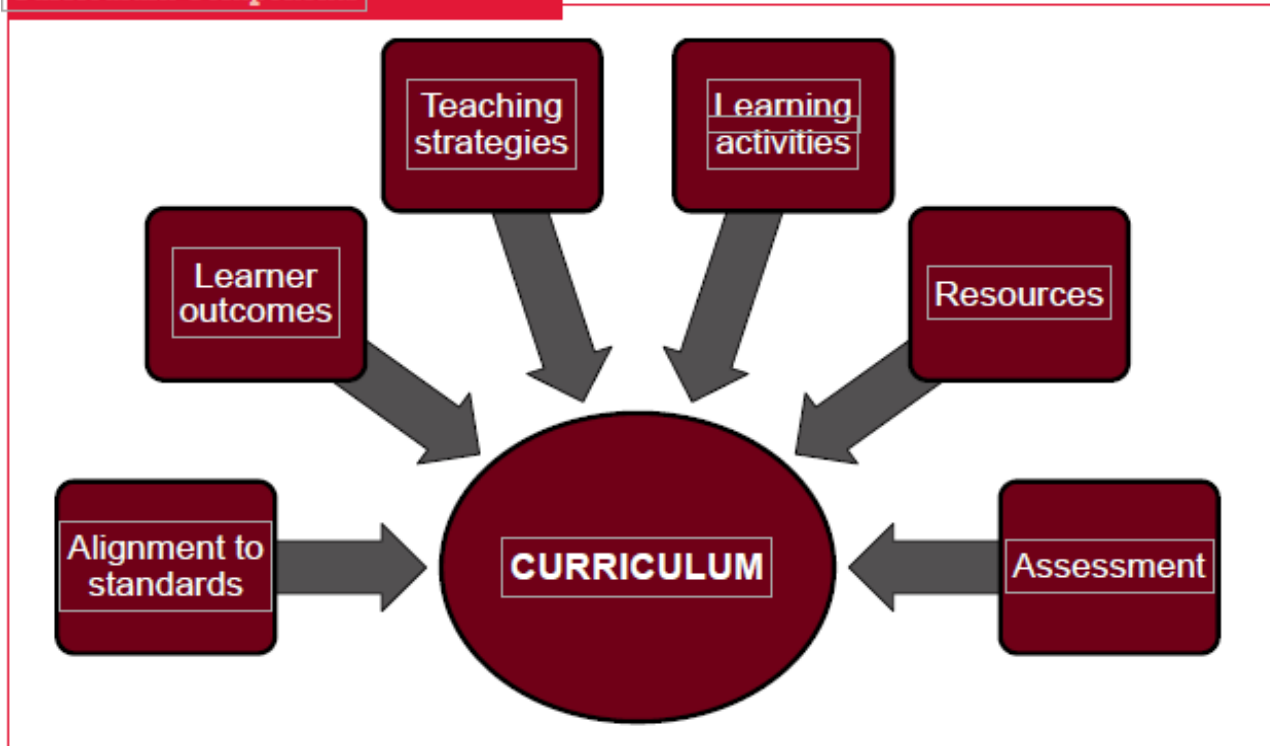 Alignment to
standards
Learner
outcomes
Teaching
strategies
Learning
activities
Resources
Assessment
CURRICULUM